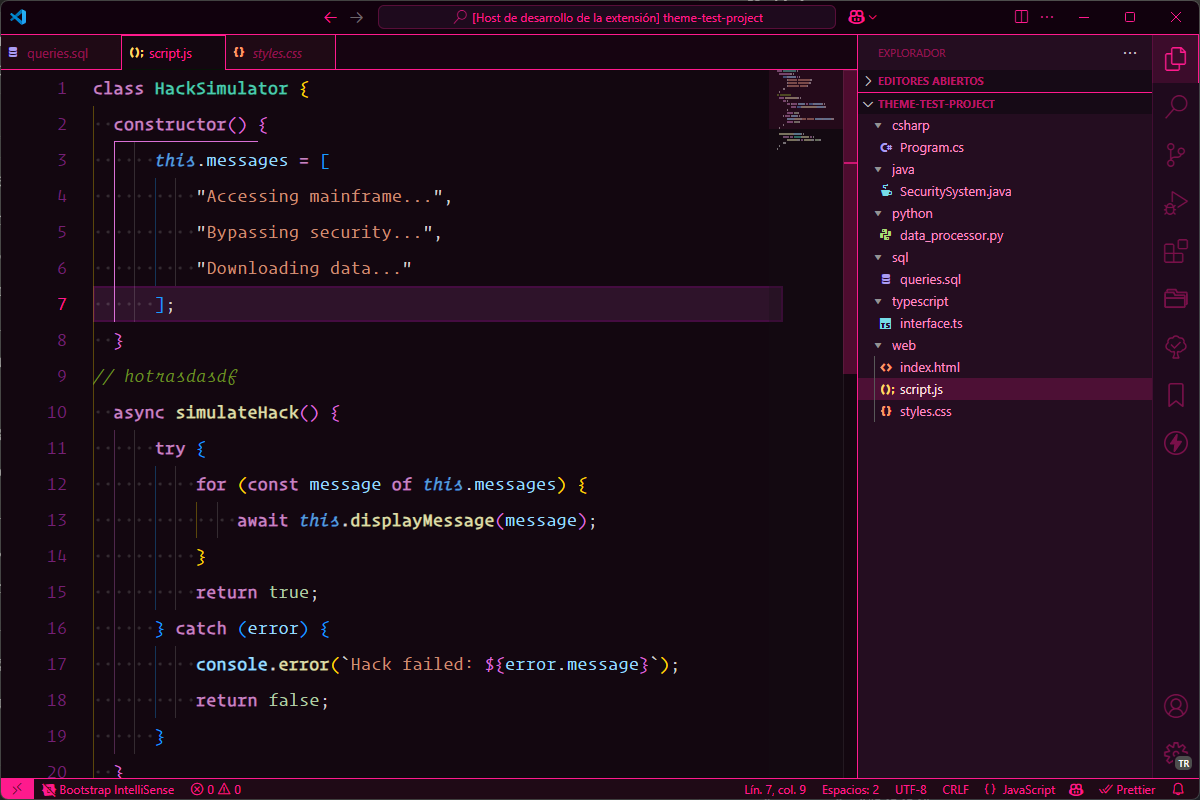 [Host de desarrollo de la extensión] theme-test-project
queries.sql
script.js
styles.css
1 class HackSimulator {
2 constructor() {
3 this.messages = [
4 "Accessing mainframe...",
5 "Bypassing security...",
6 "Downloading data..."
7 ];
8 }
9 // hotrasdasdf
10 async simulateHack() {
11 try {
12 for (const message of this.messages) {
13 await this.displayMessage(message);
14 }
15 return true;
16 } catch (error) {
17 console.error(`Hack failed: ${error.message}`);
18 return false;
19 }
20 }
EXPLORADOR
EDITORES ABIERTOS
THEME-TEST-PROJECT
csharp
C# Program.cs
java
SecuritySystem.java
python
data_processor.py
sql
queries.sql
typescript
TS interface.ts
web
<> index.html
(); script.js
{} styles.css
TR
Bootstrap IntelliSense
0 0
Lín. 7, col. 9
Espacios: 2
UTF-8
CRLF
{} JavaScript
Prettier